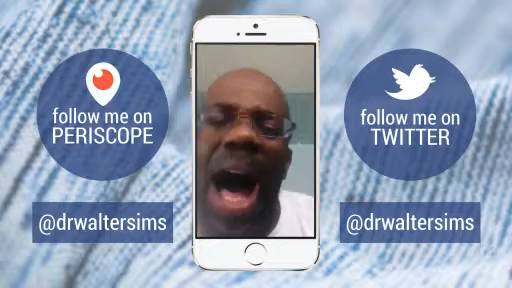 follow me on
PERISCOPE
@drwaltersims
follow me on
TWITTER
@drwaltersims